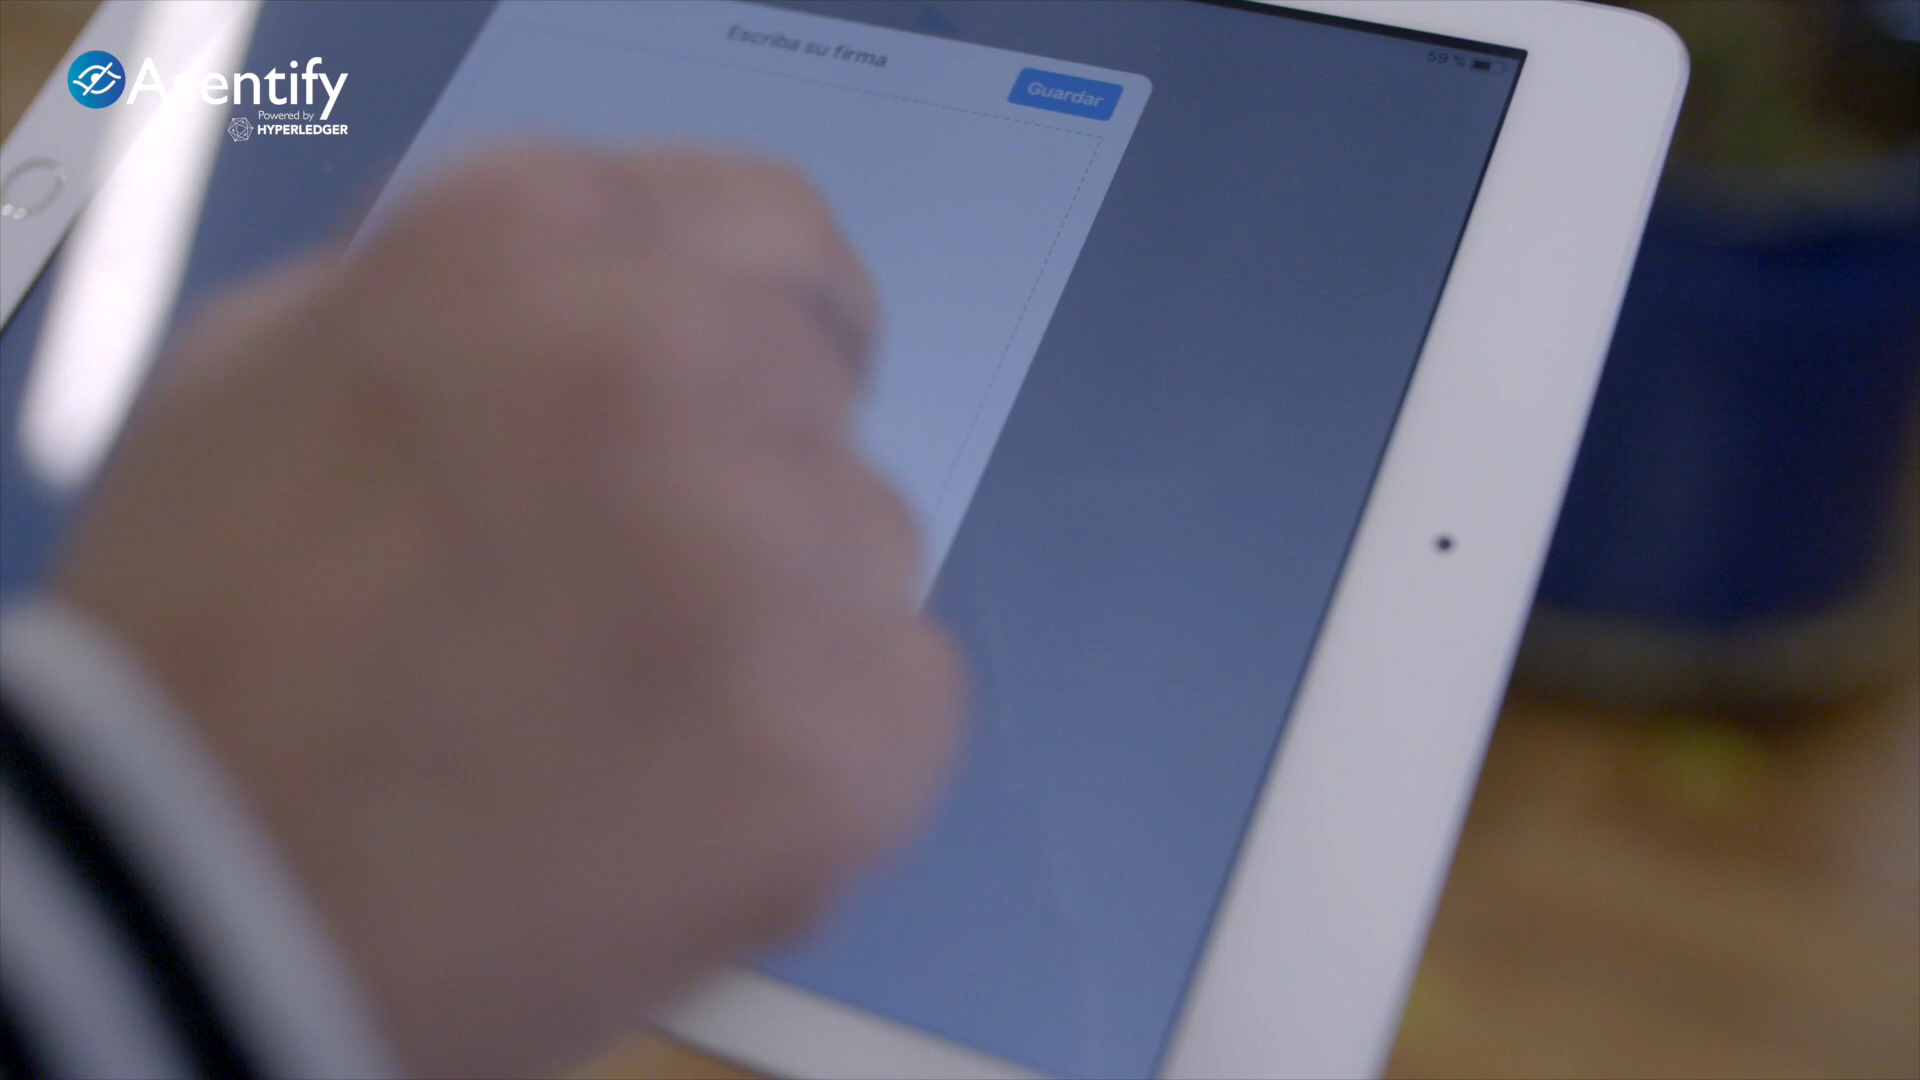 Asentify
Powered by
HYPERLEDGER
Escriba su firma
Guardar
59 %